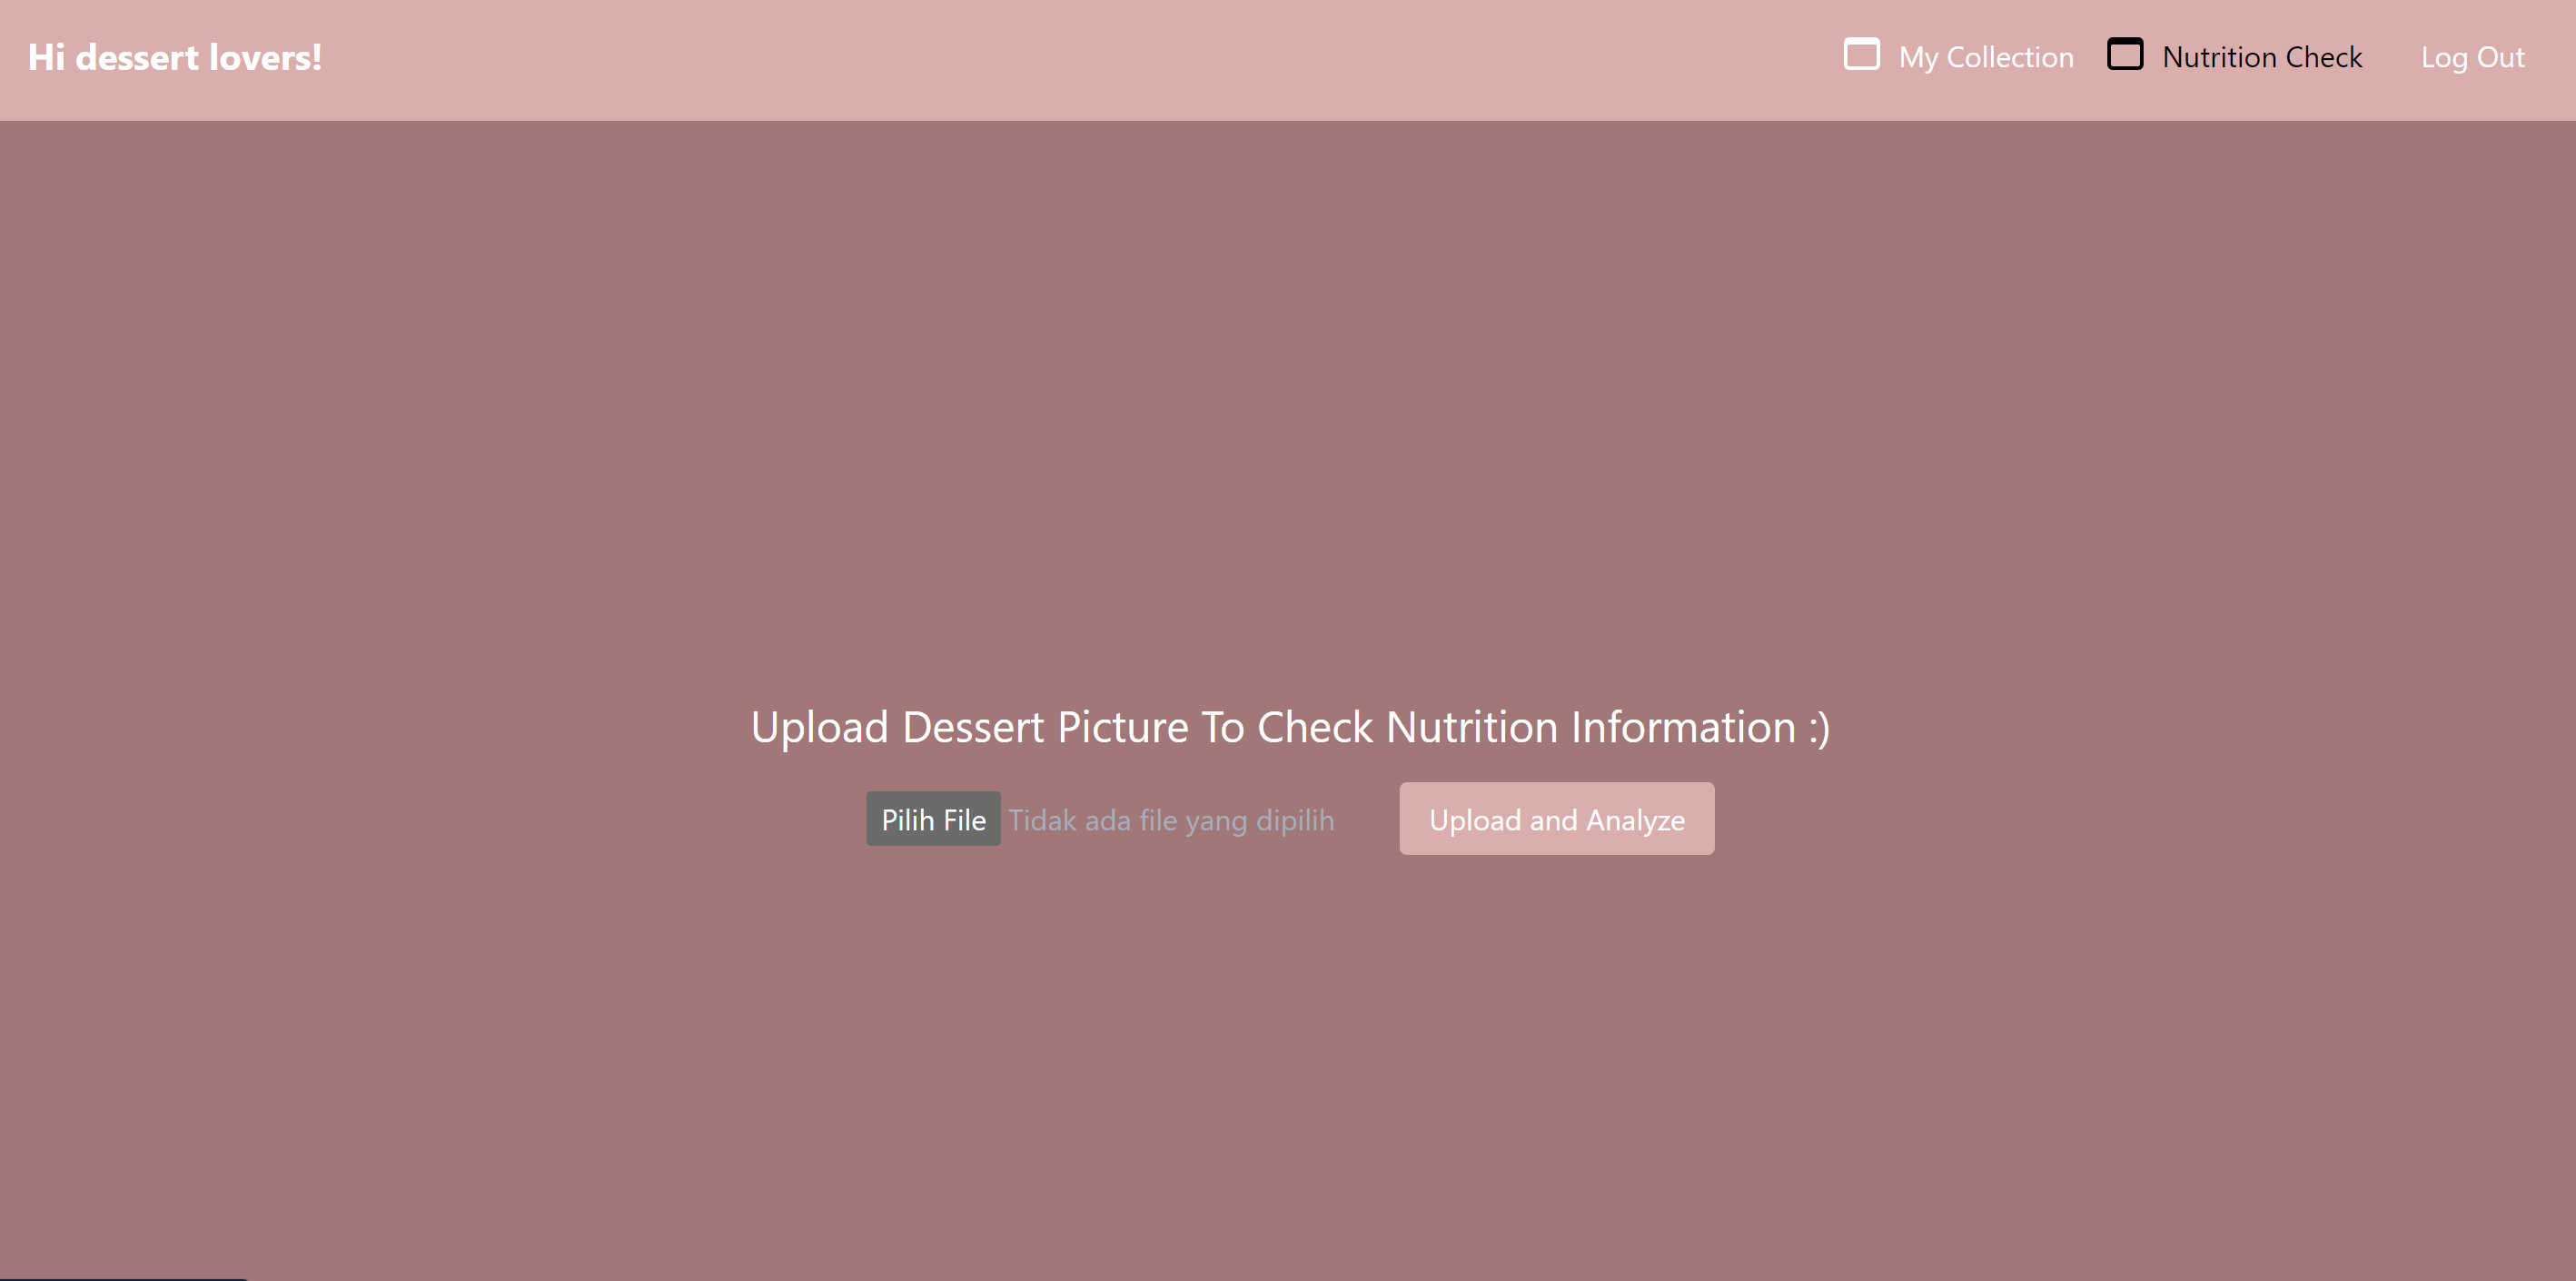 Hi dessert lovers!
My Collection Nutrition Check Log Out
Upload Dessert Picture To Check Nutrition Information :)
Pilih File Tidak ada file yang dipilih Upload and Analyze